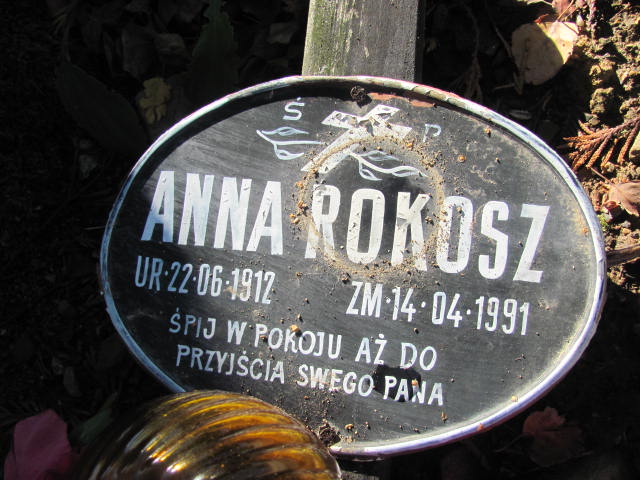 Ś P
ANNA ROKOSZ
UR·22·06·1912 ZM·14·04·1991
ŚPIJ W POKOJU AŻ DO
PRZYJŚCIA SWEGO PANA